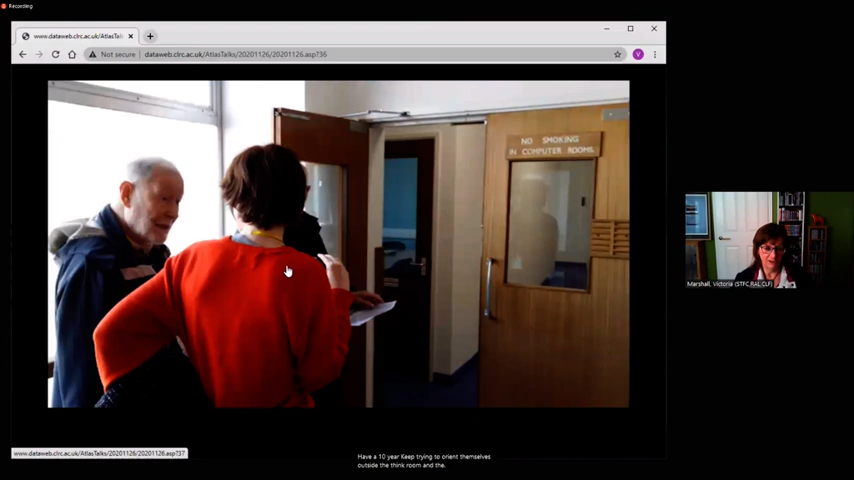 Recording
www.dataweb.clrc.ac.uk/AtlasTalk
Not secure
dataweb.clrc.ac.uk/AtlasTalks/20201126/20201126.asp?36
V
NO SMOKING
IN COMPUTER ROOMS.
Marshall, Victoria (STFC,RAL,CLF)
www.dataweb.clrc.ac.uk/AtlasTalks/20201126/20201126.asp?37
Have a 10 year Keep trying to orient themselves
outside the think room and the.